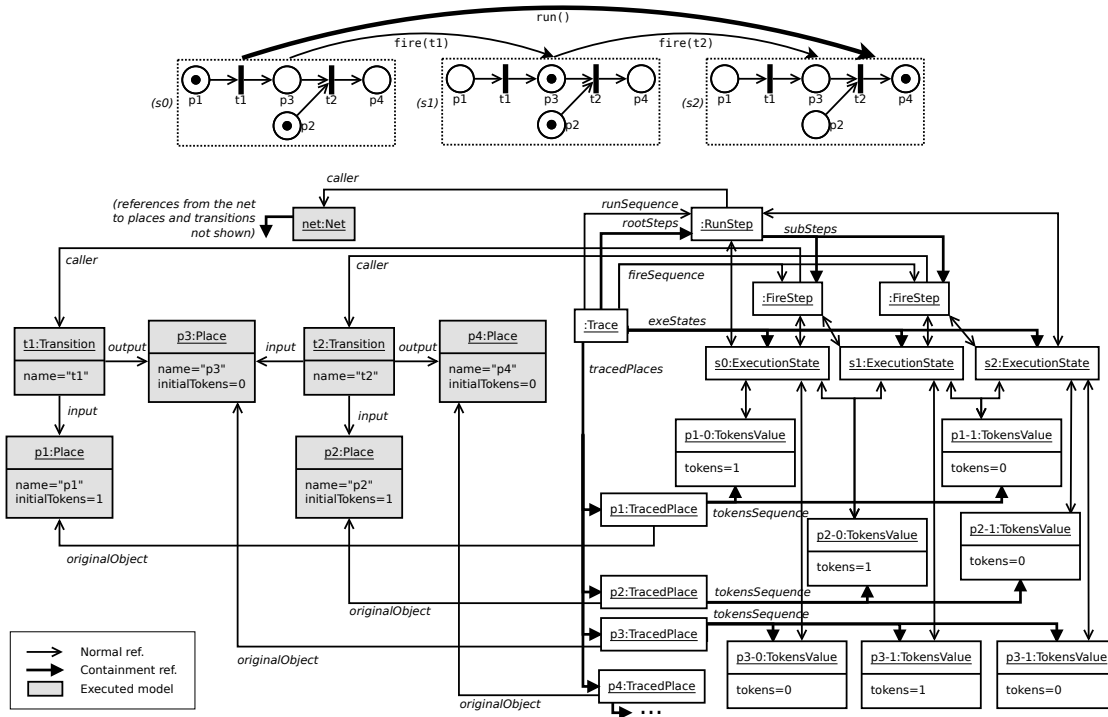 run()
fire(t1)
fire(t2)
(s0)
p1
t1
p3
t2
p4
p2
(s1)
p1
t1
p3
t2
p4
p2
(s2)
p1
t1
p3
t2
p4
p2
caller
(references from the net
to places and transitions
not shown)
net:Net
runSequence
rootSteps
:RunStep
subSteps
caller
caller
fireSequence
:FireStep
:FireStep
:Trace
exeStates
t1:Transition
name="t1"
output
p3:Place
name="p3"
initialTokens=0
input
t2:Transition
name="t2"
output
p4:Place
name="p4"
initialTokens=0
tracedPlaces
s0:ExecutionState
s1:ExecutionState
s2:ExecutionState
input
input
p1:Place
name="p1"
initialTokens=1
p2:Place
name="p2"
initialTokens=1
p1-0:TokensValue
tokens=1
p1-1:TokensValue
tokens=0
p1:TracedPlace
tokensSequence
originalObject
p2-0:TokensValue
tokens=1
p2-1:TokensValue
tokens=0
p2:TracedPlace
tokensSequence
originalObject
tokensSequence
p3:TracedPlace
originalObject
p3-0:TokensValue
tokens=0
p3-1:TokensValue
tokens=1
p3-1:TokensValue
tokens=0
p4:TracedPlace
originalObject
...
Normal ref.
Containment ref.
Executed model